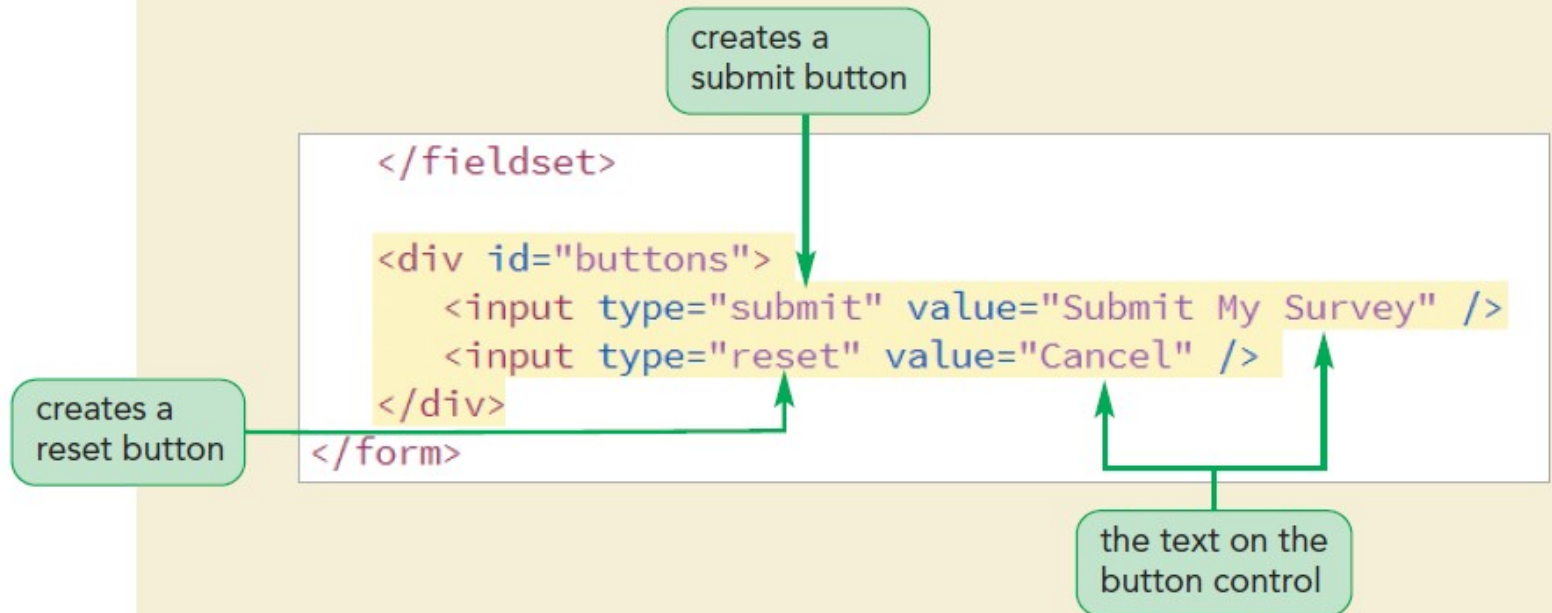 creates a
submit button
</fieldset>
<div id="buttons">
<input type="submit" value="Submit My Survey" />
<input type="reset" value="Cancel" />
</div>
creates a
reset button
</form>
the text on the
button control